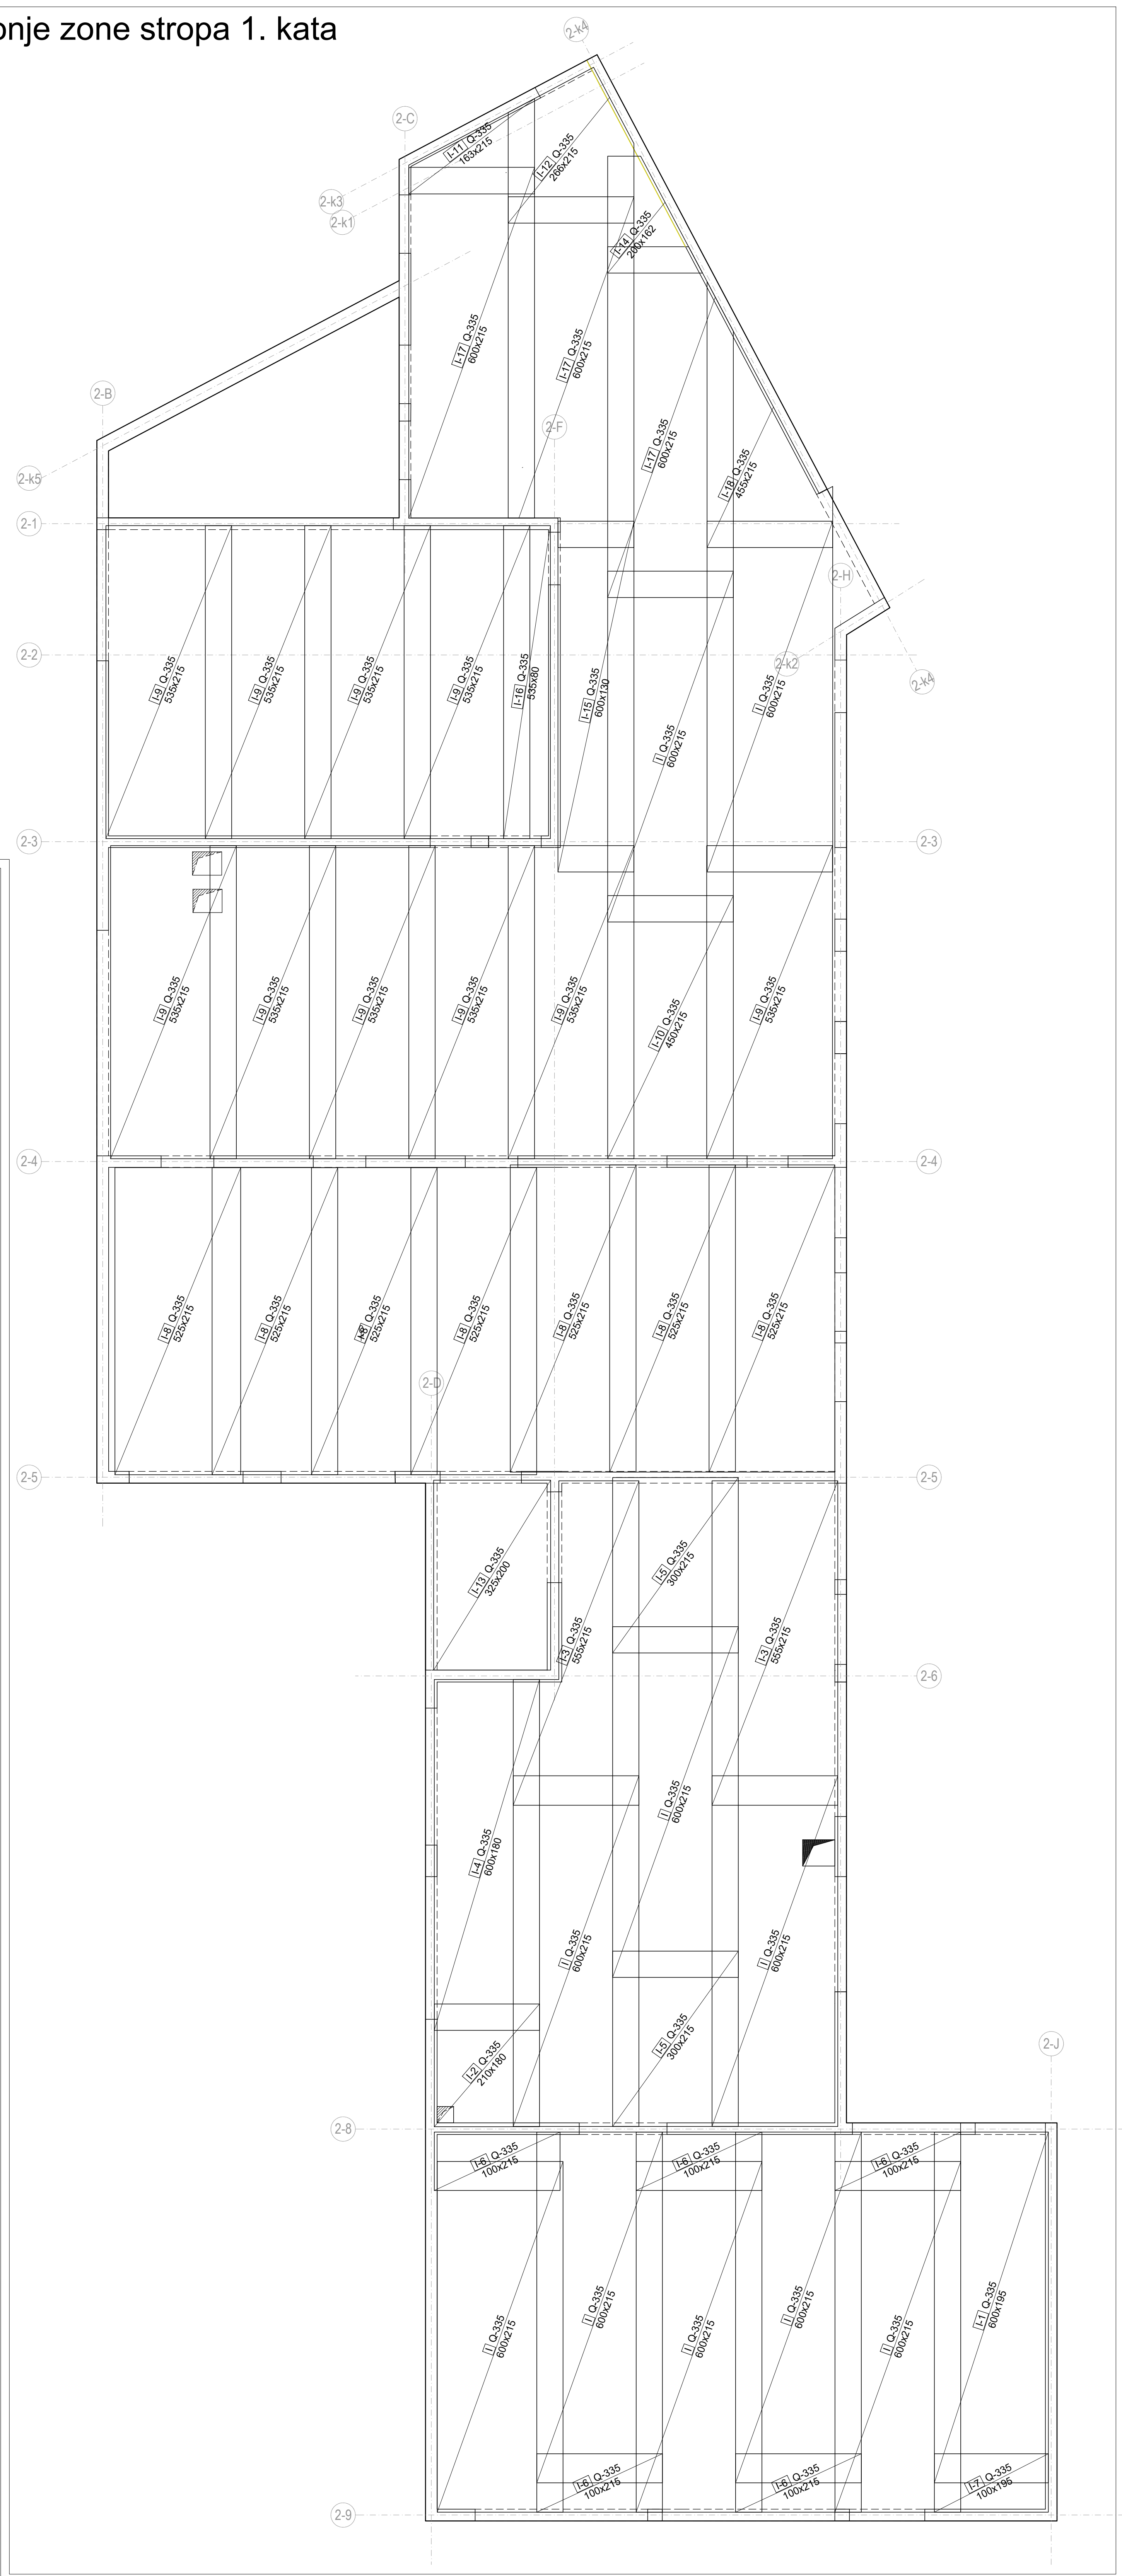 onje zone stropa 1. kata
2-k4
2-C
I-11 Q-335
163x215
I-12 Q-335
266x215
2-k3
2-k1
I-14 Q-335
200x162
I-17 Q-335
600x215
I-17 Q-335
600x215
2-B
2-F
I-17 Q-335
600x215
I-18 Q-335
455x215
2-k5
2-1
2-H
2-2
2-k2
2-k4
I-9 Q-335
535x215
I-9 Q-335
535x215
I-9 Q-335
535x215
I-9 Q-335
535x215
I-16 Q-335
535x80
I-15 Q-335
600x130
I Q-335
600x215
I Q-335
600x215
2-3
2-3
I-9 Q-335
535x215
I-9 Q-335
535x215
I-9 Q-335
535x215
I-9 Q-335
535x215
I-9 Q-335
535x215
I-10 Q-335
450x215
I-9 Q-335
535x215
2-4
2-4
I-8 Q-335
525x215
I-8 Q-335
525x215
Q-335
525x215
I-8 Q-335
525x215
I-8 Q-335
525x215
I-8 Q-335
525x215
I-8 Q-335
525x215
2-D
2-5
2-5
I-13 Q-335
325x200
I-5 Q-335
300x215
I-3 Q-335
555x215
I-3 Q-335
555x215
2-6
I Q-335
600x215
I-4 Q-335
600x180
I Q-335
600x215
I Q-335
600x215
I-2 Q-335
210x180
I-5 Q-335
300x215
2-J
2-8
I-6 Q-335
100x215
I-6 Q-335
100x215
I-6 Q-335
100x215
I Q-335
600x215
I Q-335
600x215
I Q-335
600x215
I Q-335
600x215
I Q-335
600x215
I-1 Q-335
600x195
I-6 Q-335
100x215
I-6 Q-335
100x215
I-7 Q-335
100x195
2-9